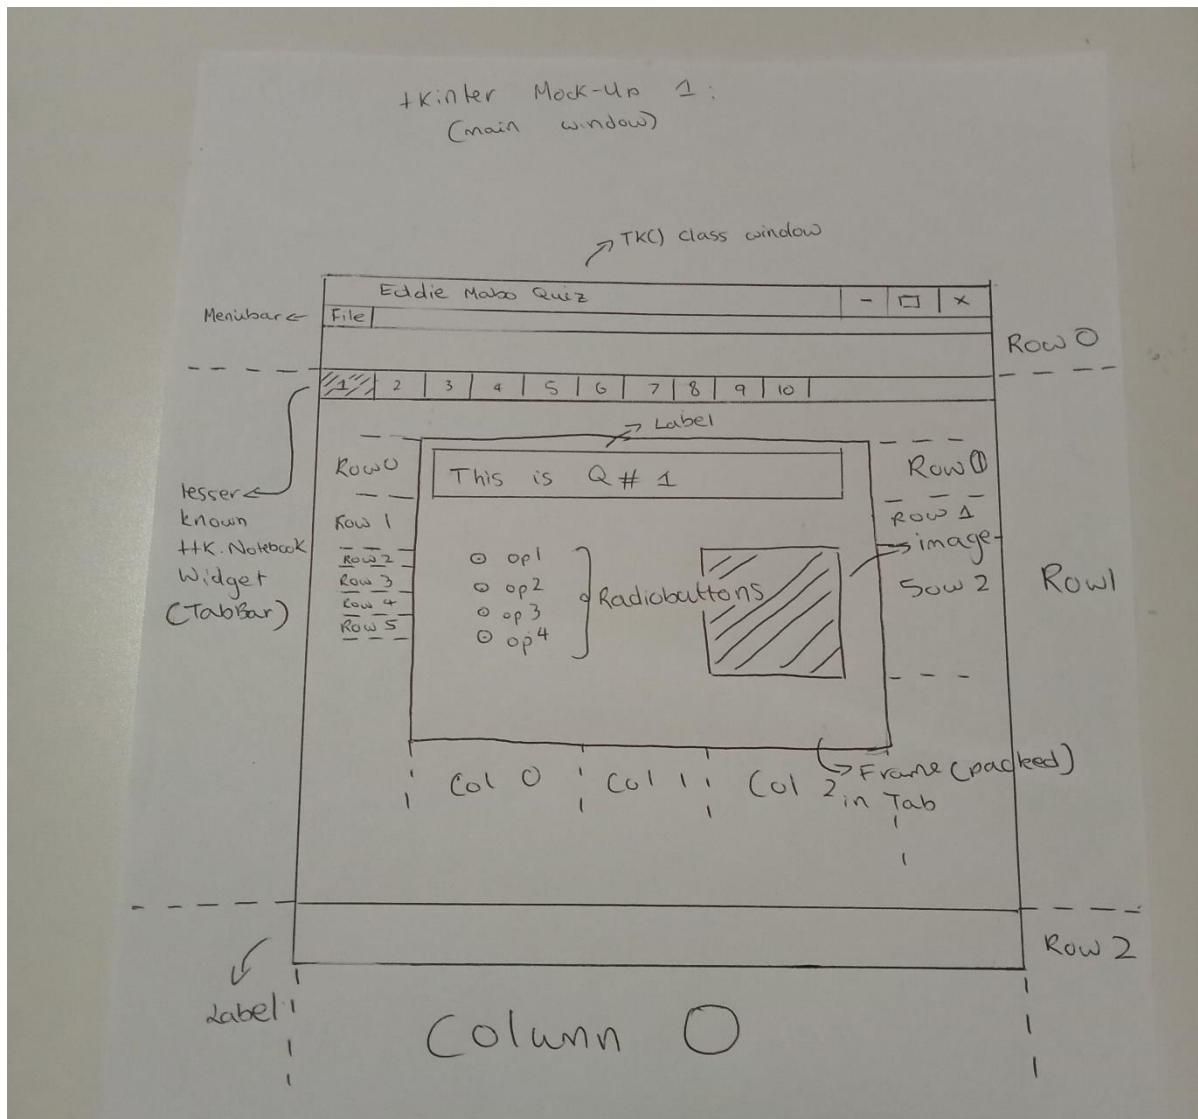 tkinter Mock-Up 1:
(main window)
TK() class window
Eddie Mabo Quiz
- □ x
Menubar
File
Row 0
1 2 3 4 5 6 7 8 9 10
Label
Row 0
This is Q # 1
Row 0
lesser
known
ttk.Notebook
Widget
(TabBar)
Row 1
Row 2
Row 3
Row 4
Row 5
op1
op2
op3
op4
Radiobuttons
Row 1
image
Sow 2
Row 1
Col 0
Col 1
Col 2
Frame (packed)
in Tab
Row 2
Label
Column 0